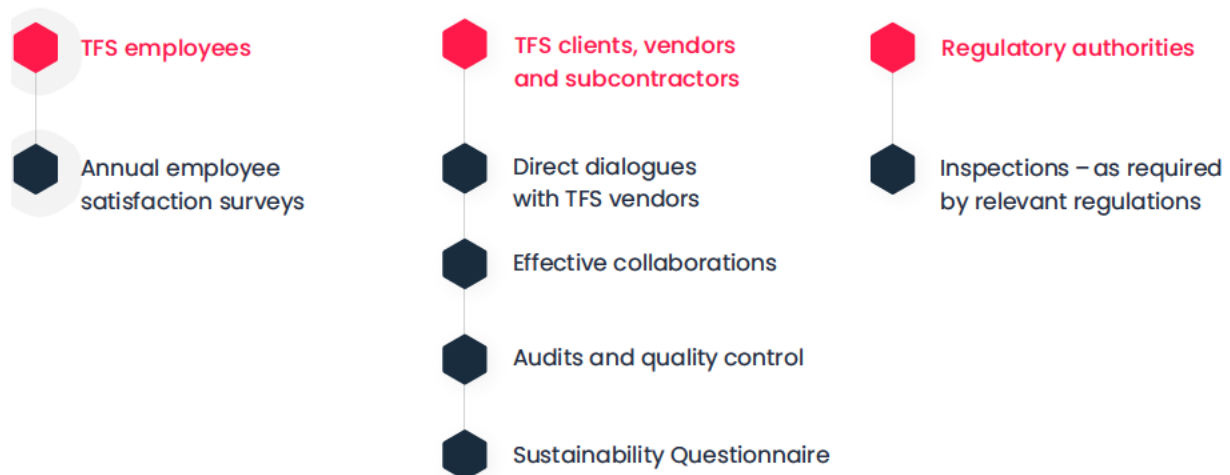 TFS employees
Annual employee
satisfaction surveys
TFS clients, vendors
and subcontractors
Direct dialogues
with TFS vendors
Effective collaborations
Audits and quality control
Sustainability Questionnaire
Regulatory authorities
Inspections – as required
by relevant regulations